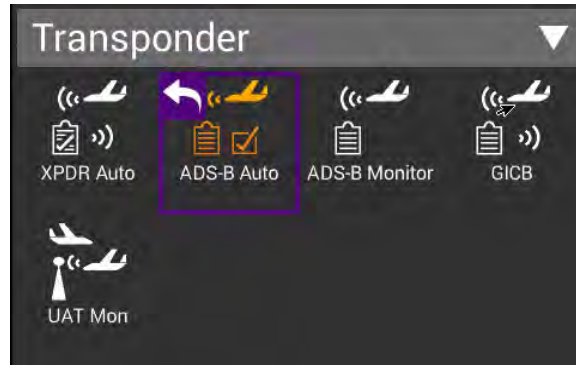 Transponder
XPDR Auto
ADS-B Auto
ADS-B Monitor
GICB
UAT Mon